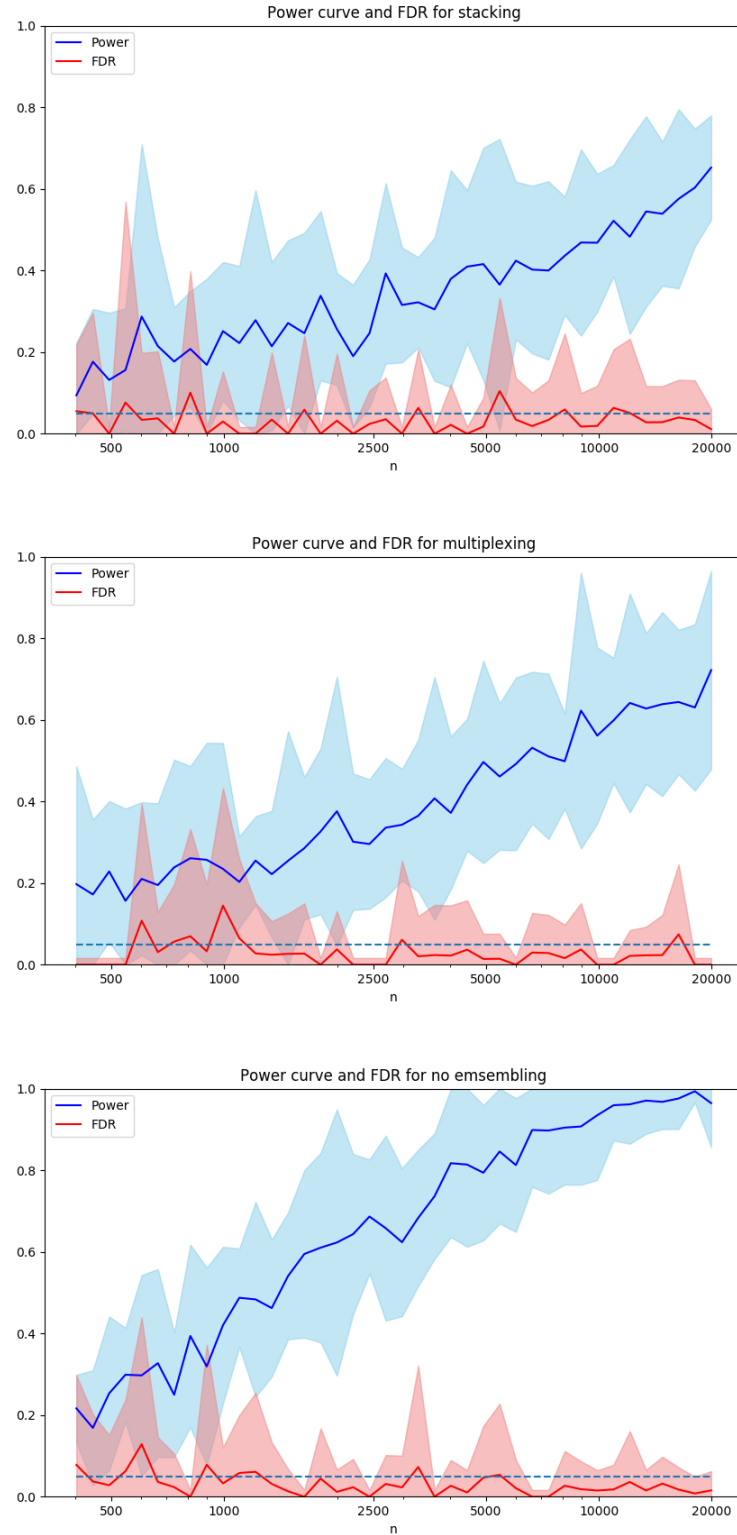 Power curve and FDR for stacking
1.0
Power
FDR
0.8
0.6
0.4
0.2
0.0
500 1000 2500 5000 10000 20000
n
Power curve and FDR for multiplexing
1.0
Power
FDR
0.8
0.6
0.4
0.2
0.0
500 1000 2500 5000 10000 20000
n
Power curve and FDR for no emsembling
1.0
Power
FDR
0.8
0.6
0.4
0.2
0.0
500 1000 2500 5000 10000 20000
n